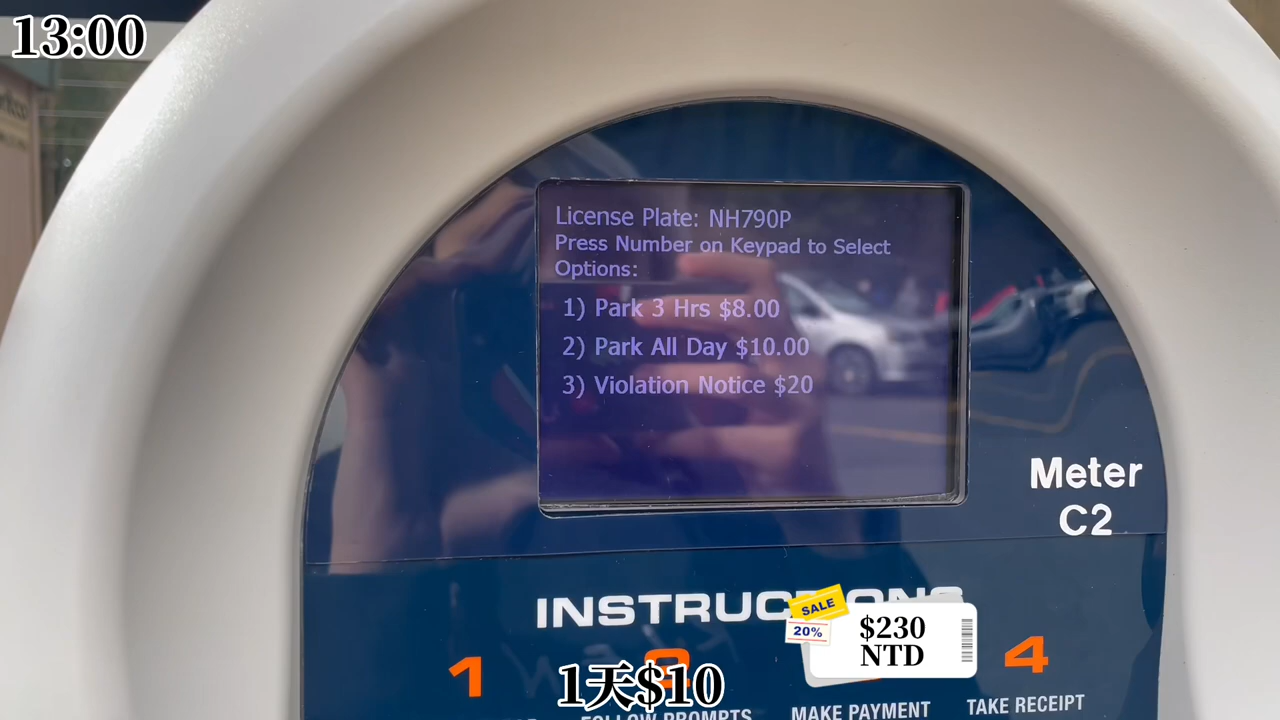 13:00
License Plate: NH790P
Press Number on Keypad to Select
Options:
1) Park 3 Hrs $8.00
2) Park All Day $10.00
3) Violation Notice $20
Meter
C2
SALE
20%
$230
NTD
1
4
1天$10
FOLLOW PROMPTS
MAKE PAYMENT
TAKE RECEIPT